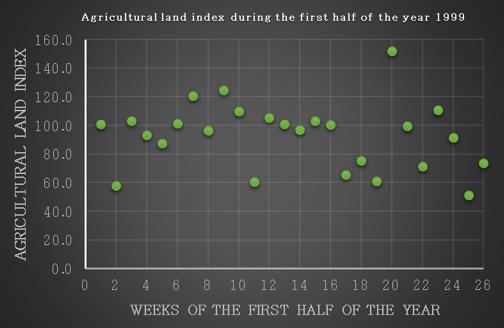 Agricultural land index during the first half of the year 1999
160.0
140.0
120.0
100.0
80.0
60.0
40.0
20.0
0.0
AGRICULTURAL LAND INDEX
0 2 4 6 8 10 12 14 16 18 20 22 24 26
WEEKS OF THE FIRST HALF OF THE YEAR